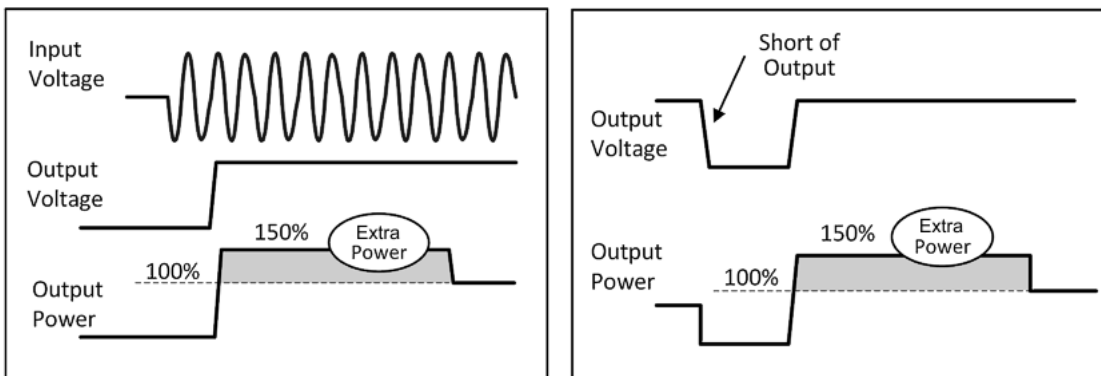 Input
Voltage
Output
Voltage
150%
Extra
Power
100%
Output
Power
Short of
Output
Output
Voltage
150%
Extra
Power
Output
Power
100%